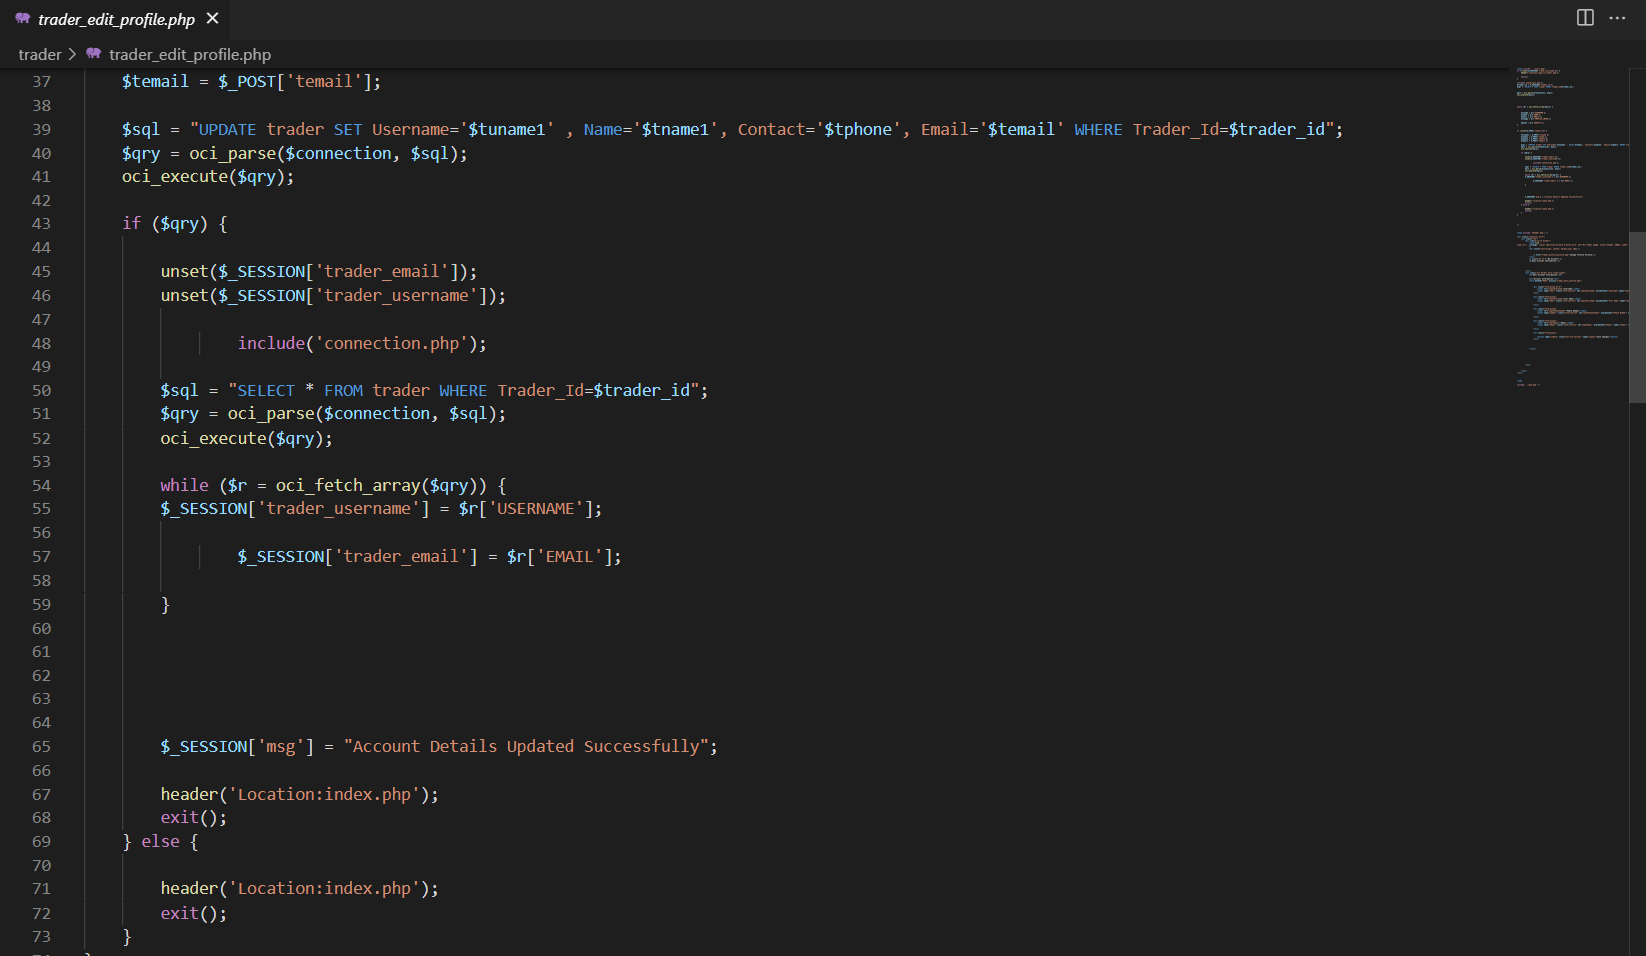 trader_edit_profile.php
trader > trader_edit_profile.php
37 $temail = $_POST['temail'];
38
39 $sql = "UPDATE trader SET Username='$tuname1' , Name='$tname1', Contact='$tphone', Email='$temail' WHERE Trader_Id=$trader_id";
40 $qry = oci_parse($connection, $sql);
41 oci_execute($qry);
42
43 if ($qry) {
44
45 unset($_SESSION['trader_email']);
46 unset($_SESSION['trader_username']);
47
48 include('connection.php');
49
50 $sql = "SELECT * FROM trader WHERE Trader_Id=$trader_id";
51 $qry = oci_parse($connection, $sql);
52 oci_execute($qry);
53
54 while ($r = oci_fetch_array($qry)) {
55 $_SESSION['trader_username'] = $r['USERNAME'];
56
57 $_SESSION['trader_email'] = $r['EMAIL'];
58
59 }
60
61
62
63
64
65 $_SESSION['msg'] = "Account Details Updated Successfully";
66
67 header('Location:index.php');
68 exit();
69 } else {
70
71 header('Location:index.php');
72 exit();
73 }